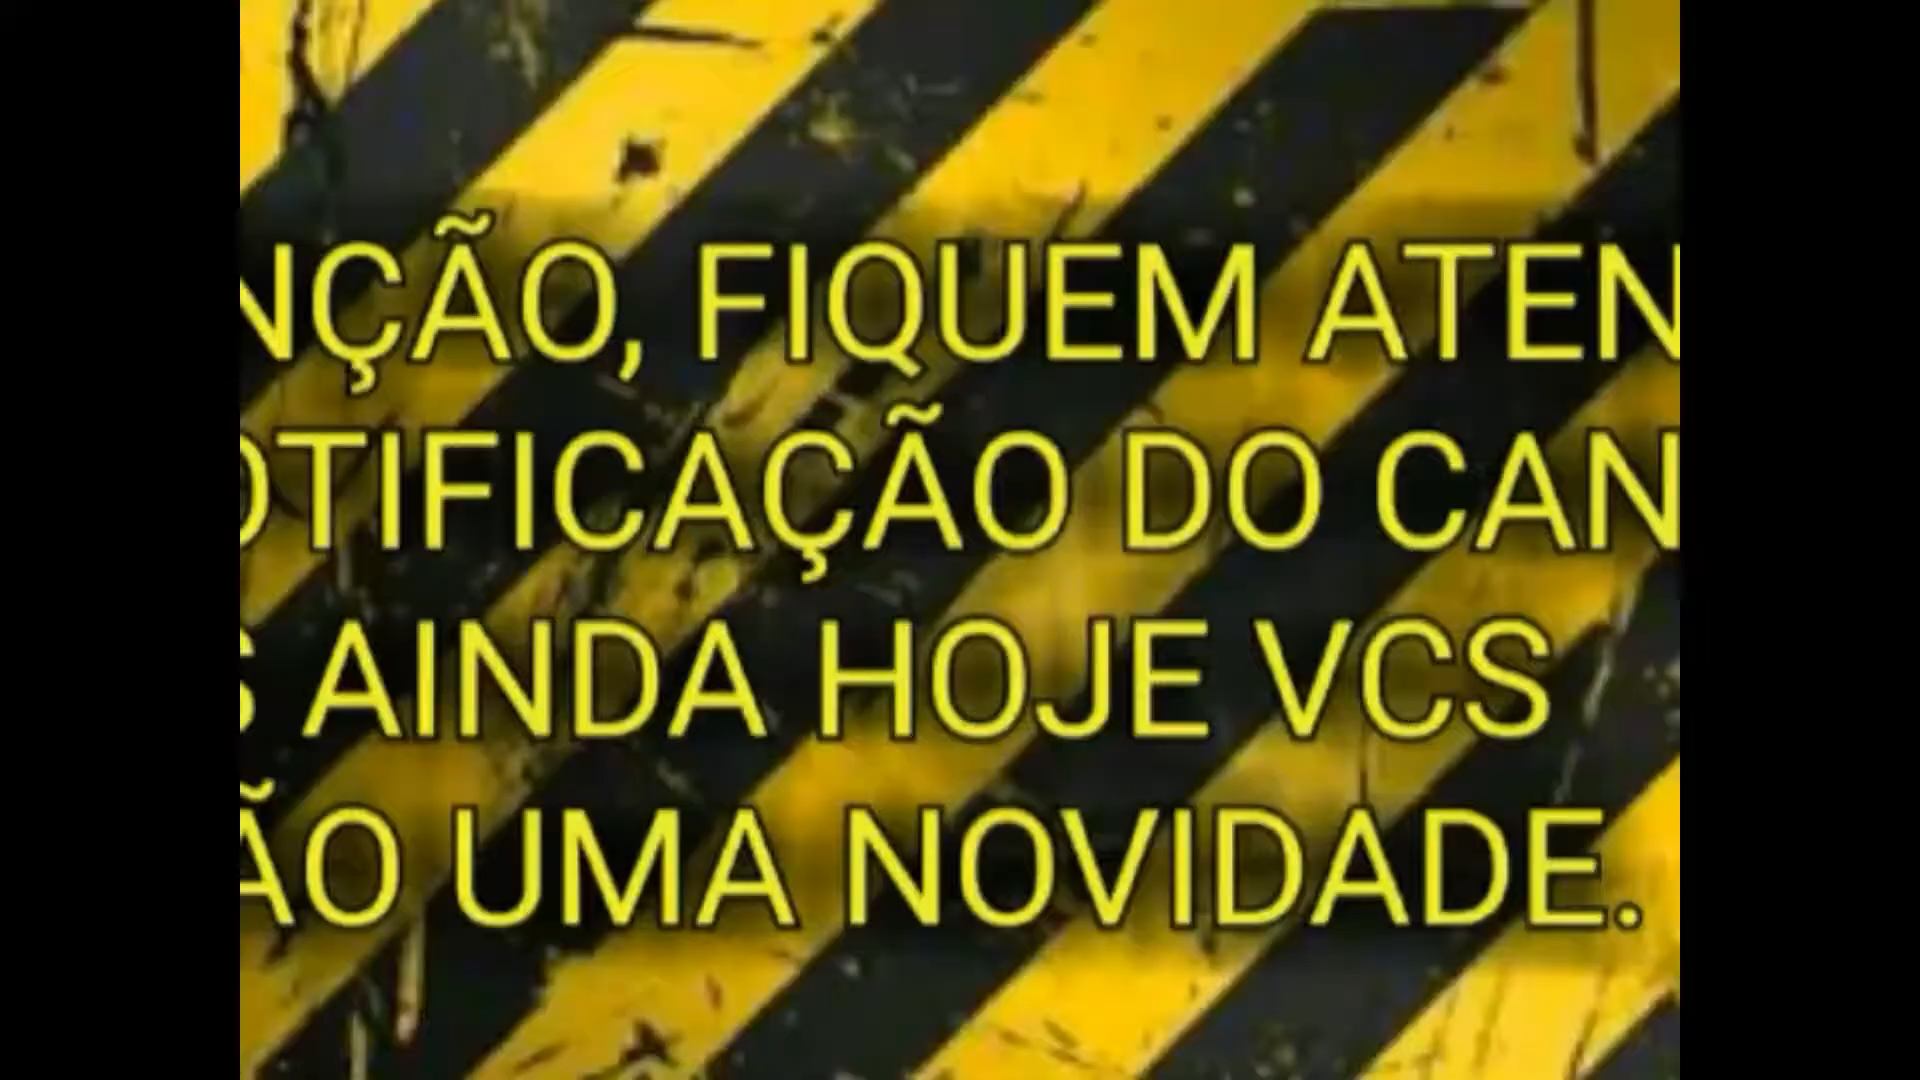 NÇÃO, FIQUEM ATEN
OTIFICAÇÃO DO CAN
S AINDA HOJE VCS
ÃO UMA NOVIDADE.